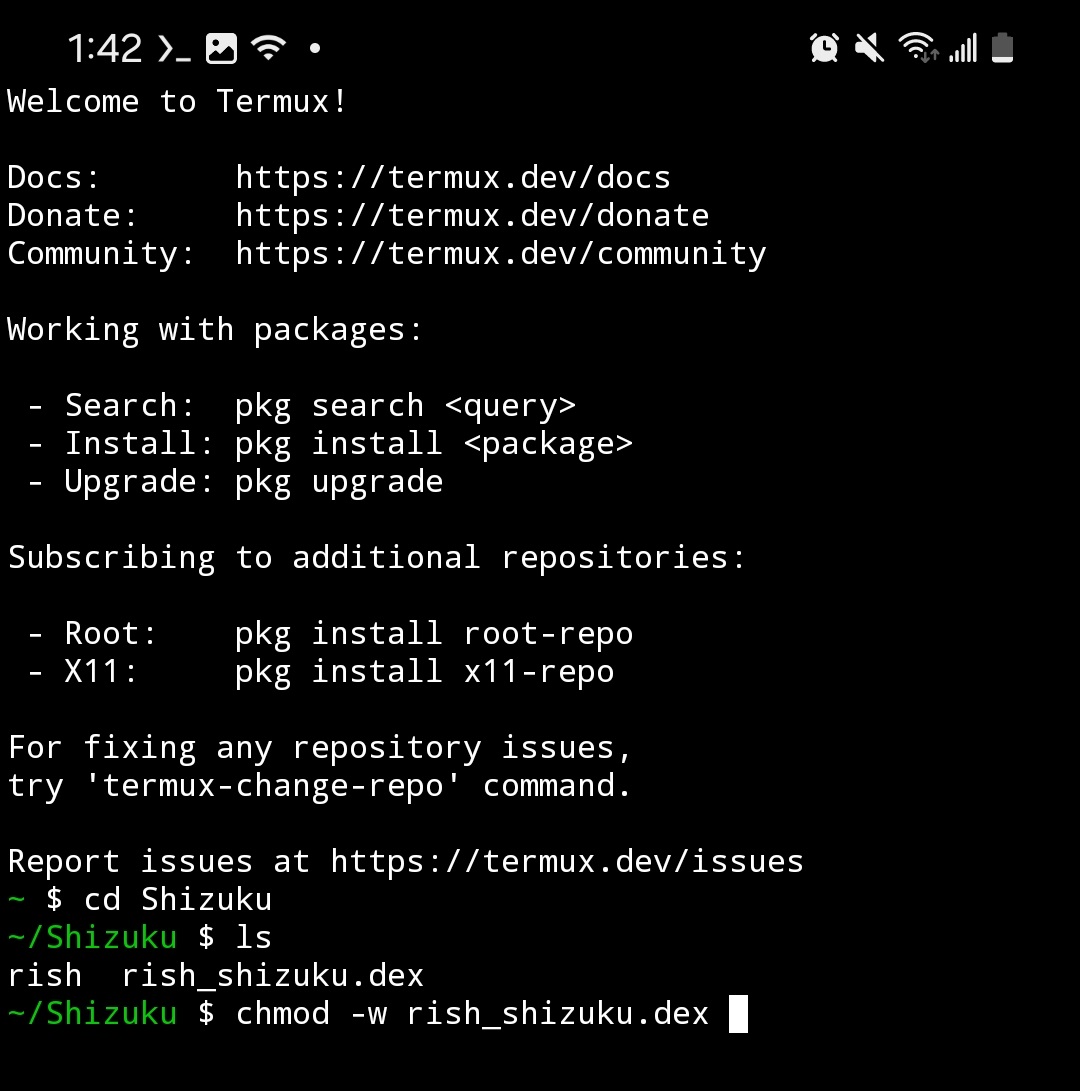 1:42
Welcome to Termux!
Docs:       https://termux.dev/docs
Donate:     https://termux.dev/donate
Community:  https://termux.dev/community
Working with packages:
 - Search:  pkg search <query>
 - Install: pkg install <package>
 - Upgrade: pkg upgrade
Subscribing to additional repositories:
 - Root:    pkg install root-repo
 - X11:     pkg install x11-repo
For fixing any repository issues,
try 'termux-change-repo' command.
Report issues at https://termux.dev/issues
~ $ cd Shizuku
~/Shizuku $ ls
rish  rish_shizuku.dex
~/Shizuku $ chmod -w rish_shizuku.dex